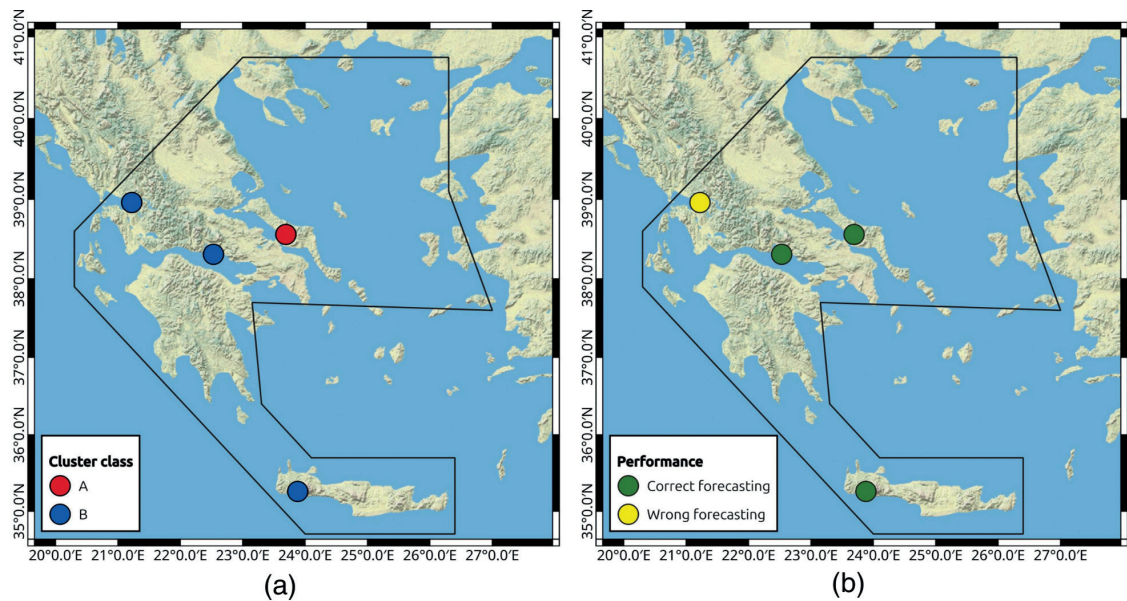 41°0.0'N
40°0.0'N
39°0.0'N
38°0.0'N
37°0.0'N
36°0.0'N
35°0.0'N
Cluster class
A
B
20°0.0'E 21°0.0'E 22°0.0'E 23°0.0'E 24°0.0'E 25°0.0'E 26°0.0'E 27°0.0'E
(a)
41°0.0'N
40°0.0'N
39°0.0'N
38°0.0'N
37°0.0'N
36°0.0'N
35°0.0'N
Performance
Correct forecasting
Wrong forecasting
20°0.0'E 21°0.0'E 22°0.0'E 23°0.0'E 24°0.0'E 25°0.0'E 26°0.0'E 27°0.0'E
(b)